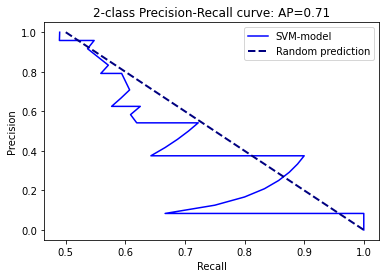 2-class Precision-Recall curve: AP=0.71
SVM-model
Random prediction
Precision
1.0
0.8
0.6
0.4
0.2
0.0
0.5 0.6 0.7 0.8 0.9 1.0
Recall